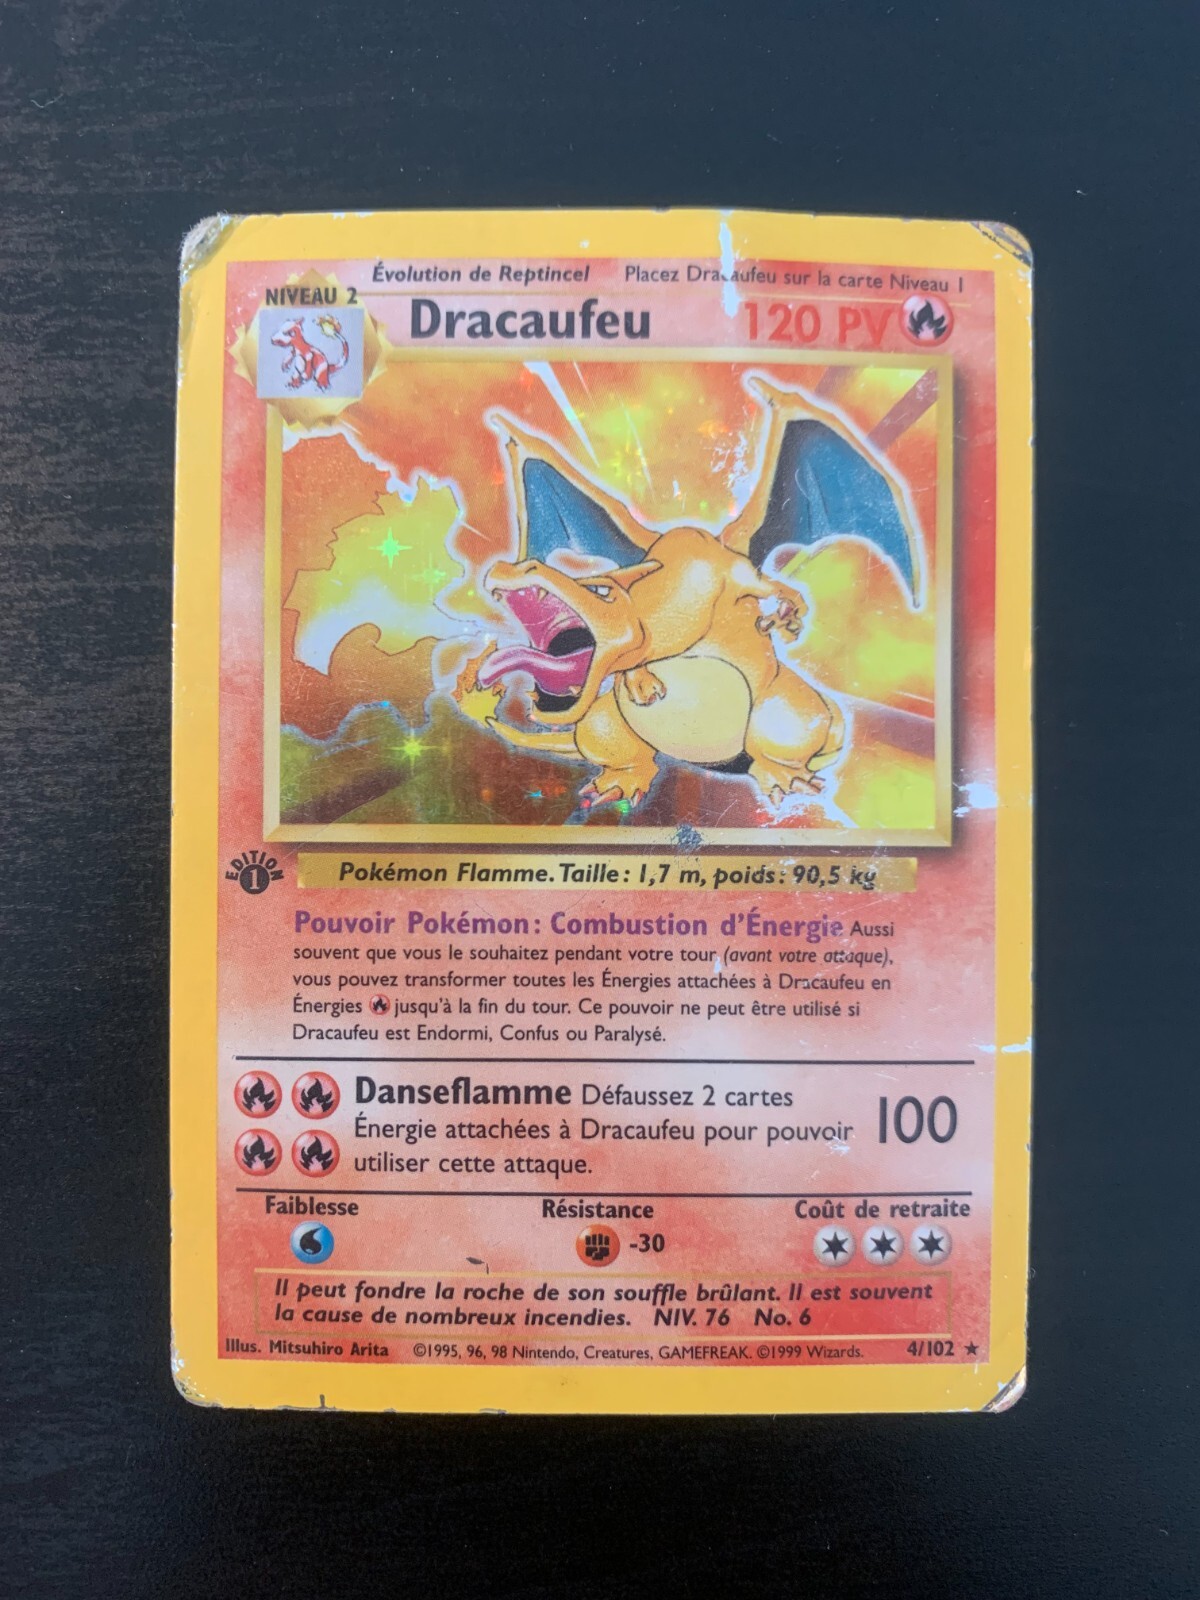 Évolution de Reptincel Placez Dracaufeu sur la carte Niveau 1
NIVEAU 2
Dracaufeu 120 PV
EDITION 1
Pokémon Flamme. Taille : 1,7 m, poids : 90,5 kg
Pouvoir Pokémon : Combustion d'Énergie Aussi
souvent que vous le souhaitez pendant votre tour (avant votre attaque),
vous pouvez transformer toutes les Énergies attachées à Dracaufeu en
Énergies jusqu'à la fin du tour. Ce pouvoir ne peut être utilisé si
Dracaufeu est Endormi, Confus ou Paralysé.
Danseflamme Défaussez 2 cartes
Énergie attachées à Dracaufeu pour pouvoir 100
utiliser cette attaque.
Faiblesse Résistance Coût de retraite
-30
Il peut fondre la roche de son souffle brûlant. Il est souvent
la cause de nombreux incendies. NIV. 76 No. 6
Illus. Mitsuhiro Arita ©1995, 96, 98 Nintendo, Creatures, GAMEFREAK. ©1999 Wizards. 4/102 ★